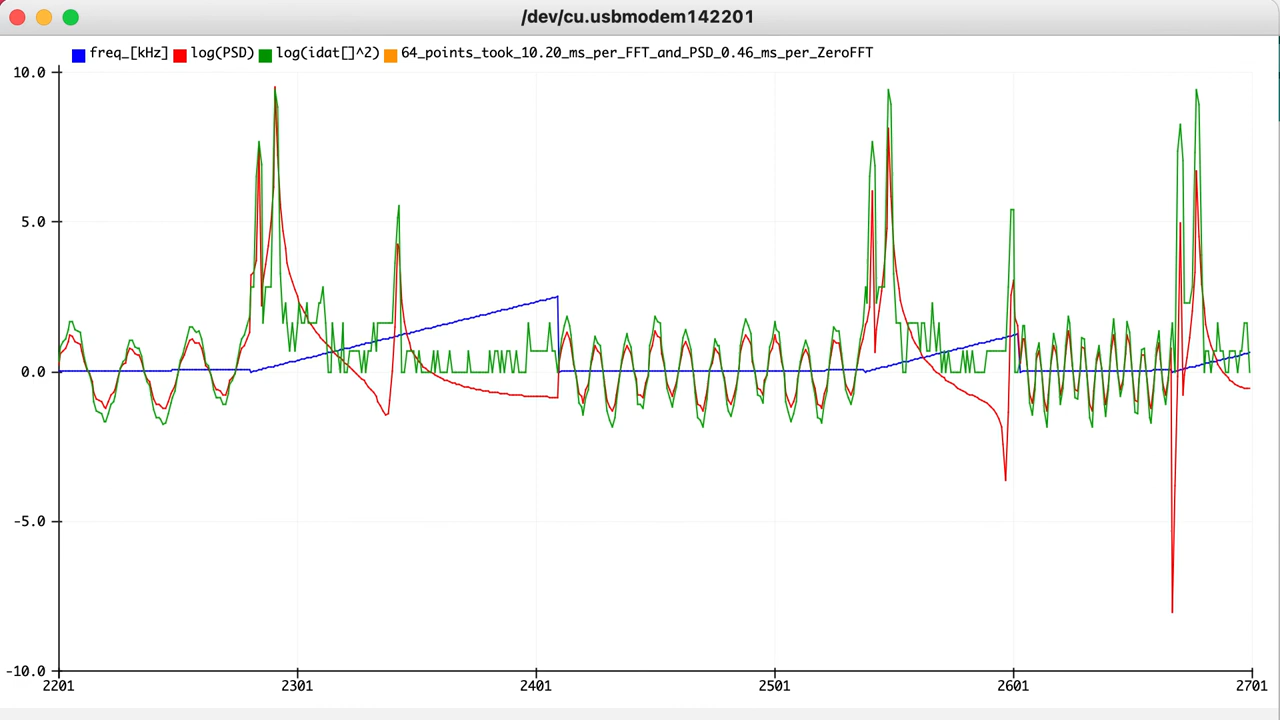 /dev/cu.usbmodem142201
freq_[kHz] log(PSD) log(idat[]^2) 64_points_took_10.20_ms_per_FFT_and_PSD_0.46_ms_per_ZeroFFT
10.0
5.0
0.0
-5.0
-10.0
2201 2301 2401 2501 2601 2701